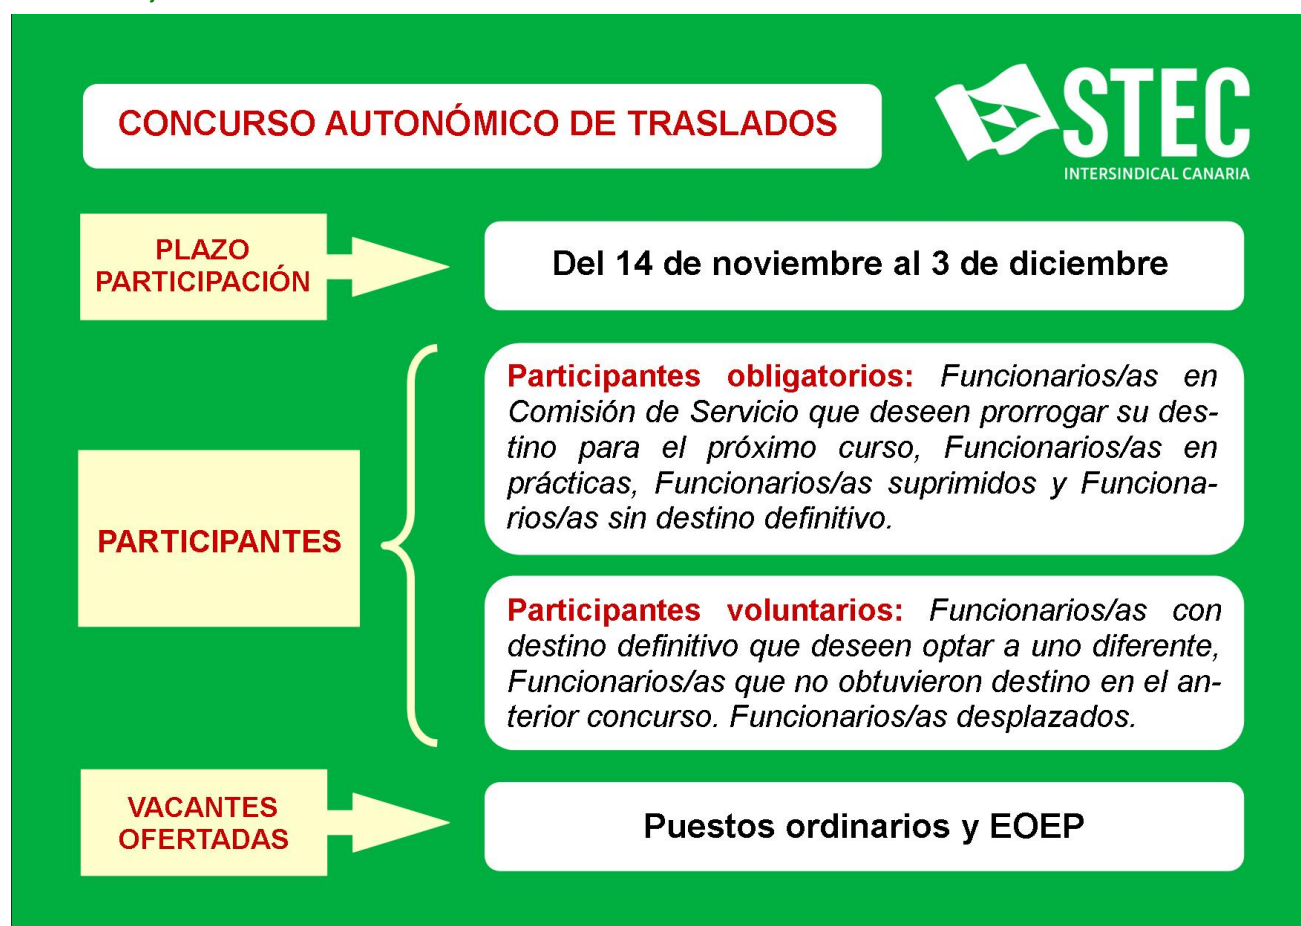 CONCURSO AUTONÓMICO DE TRASLADOS
STEC
INTERSINDICAL CANARIA
PLAZO
PARTICIPACIÓN
Del 14 de noviembre al 3 de diciembre
PARTICIPANTES
Participantes obligatorios: Funcionarios/as en
Comisión de Servicio que deseen prorrogar su des-
tino para el próximo curso, Funcionarios/as en
prácticas, Funcionarios/as suprimidos y Funciona-
rios/as sin destino definitivo.
Participantes voluntarios: Funcionarios/as con
destino definitivo que deseen optar a uno diferente,
Funcionarios/as que no obtuvieron destino en el an-
terior concurso. Funcionarios/as desplazados.
VACANTES
OFERTADAS
Puestos ordinarios y EOEP